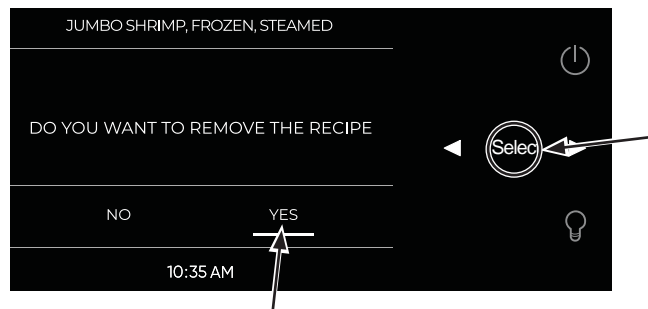 JUMBO SHRIMP, FROZEN, STEAMED
DO YOU WANT TO REMOVE THE RECIPE
Selec
NO YES
10:35 AM